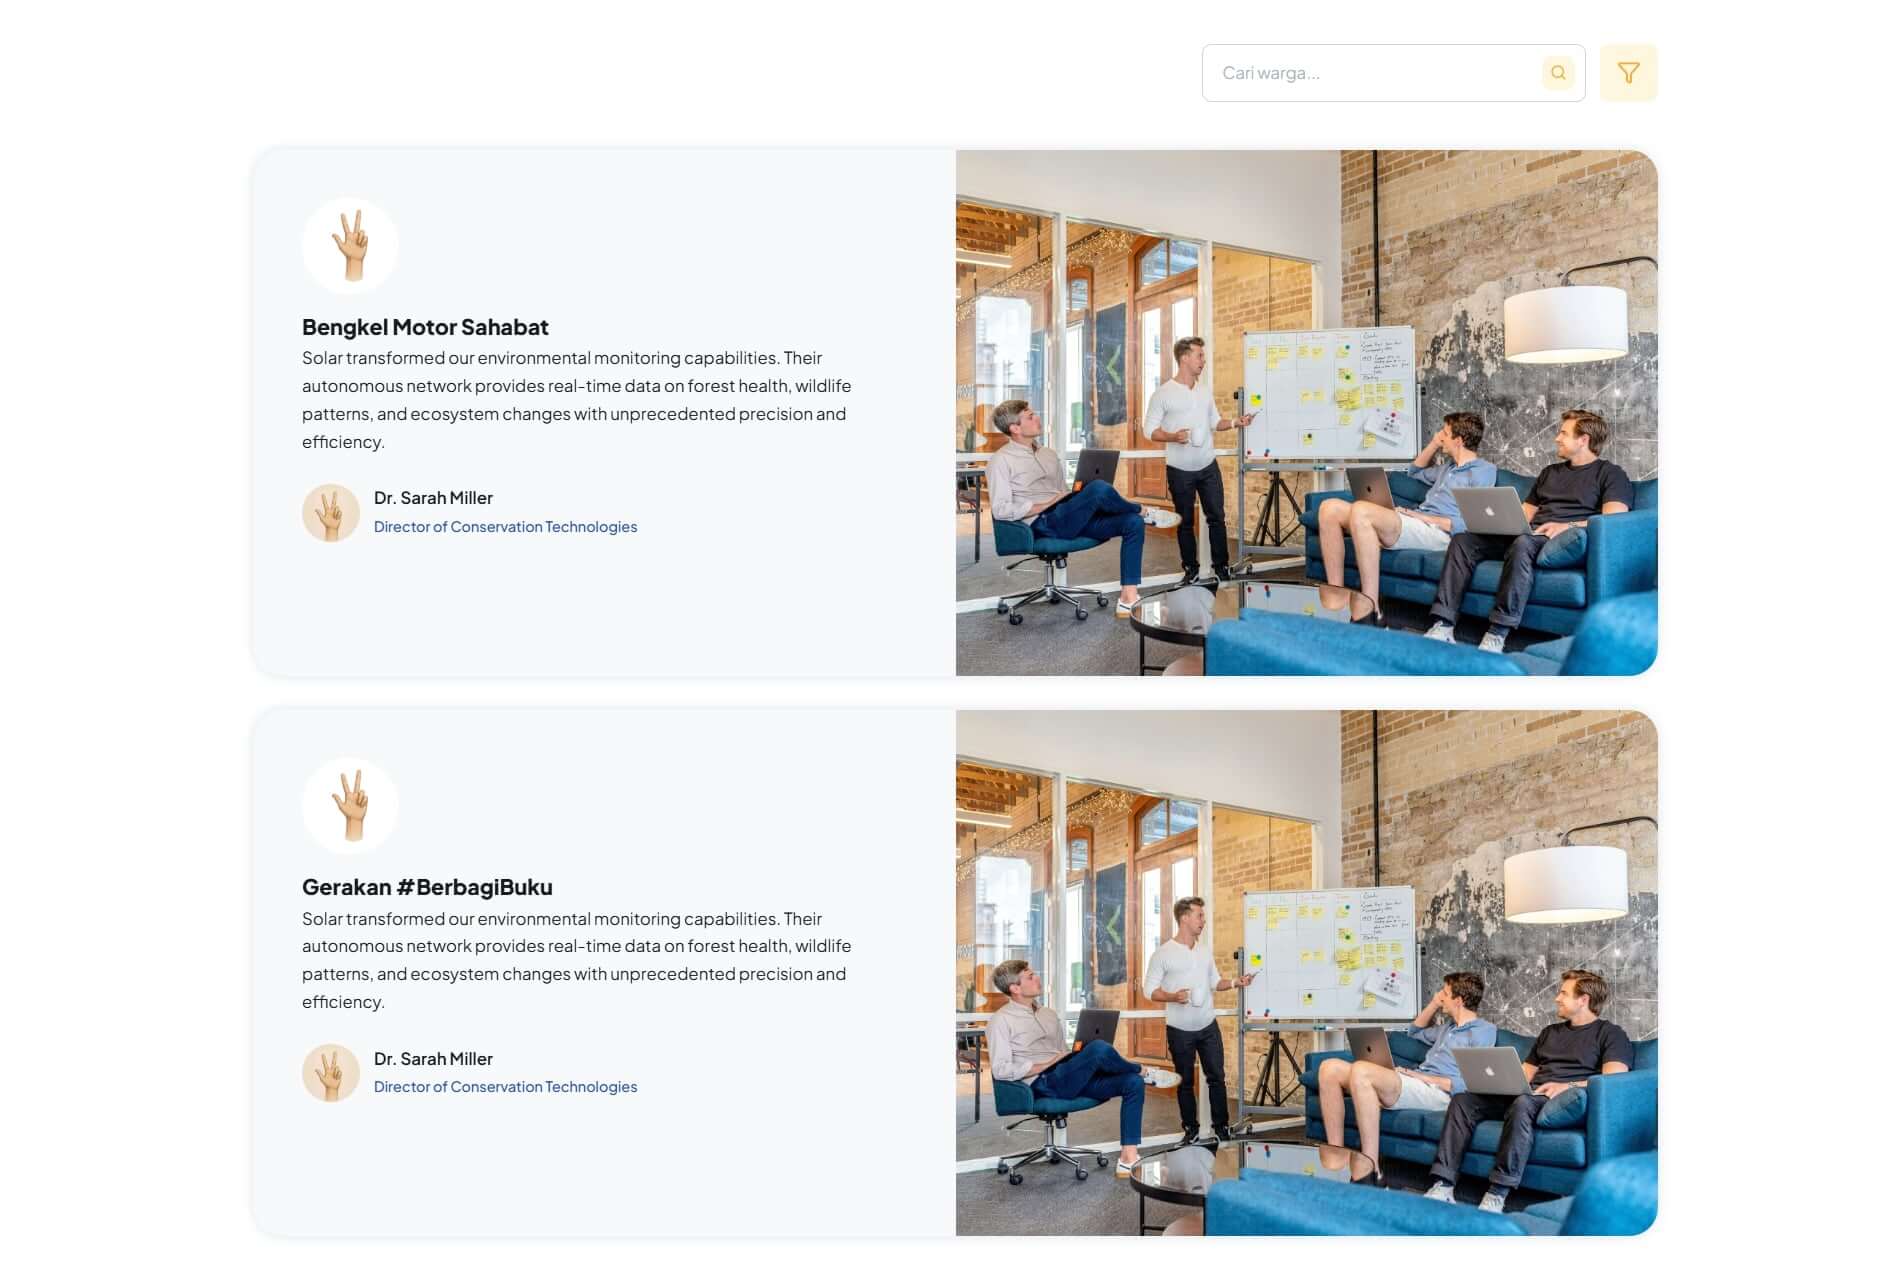 Cari warga...
Bengkel Motor Sahabat
Solar transformed our environmental monitoring capabilities. Their
autonomous network provides real-time data on forest health, wildlife
patterns, and ecosystem changes with unprecedented precision and
efficiency.
Dr. Sarah Miller
Director of Conservation Technologies
Gerakan #BerbagiBuku
Solar transformed our environmental monitoring capabilities. Their
autonomous network provides real-time data on forest health, wildlife
patterns, and ecosystem changes with unprecedented precision and
efficiency.
Dr. Sarah Miller
Director of Conservation Technologies